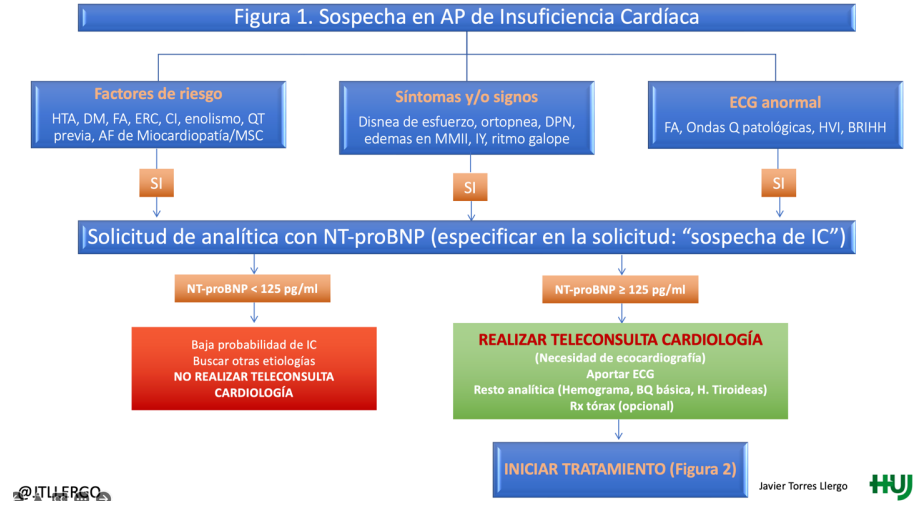 Figura 1. Sospecha en AP de Insuficiencia Cardíaca
Factores de riesgo
HTA, DM, FA, ERC, CI, enolismo, QT
previa, AF de Miocardiopatía/MSC
Síntomas y/o signos
Disnea de esfuerzo, ortopnea, DPN,
edemas en MMII, IY, ritmo galope
ECG anormal
FA, Ondas Q patológicas, HVI, BRIHH
SI
SI
SI
Solicitud de analítica con NT-proBNP (especificar en la solicitud: “sospecha de IC”)
NT-proBNP < 125 pg/ml
NT-proBNP ≥ 125 pg/ml
Baja probabilidad de IC
Buscar otras etiologías
NO REALIZAR TELECONSULTA
CARDIOLOGÍA
REALIZAR TELECONSULTA CARDIOLOGÍA
(Necesidad de ecocardiografía)
Aportar ECG
Resto analítica (Hemograma, BQ básica, H. Tiroideas)
Rx tórax (opcional)
INICIAR TRATAMIENTO (Figura 2)
@JTLLERGO
Javier Torres Llergo
HUJ